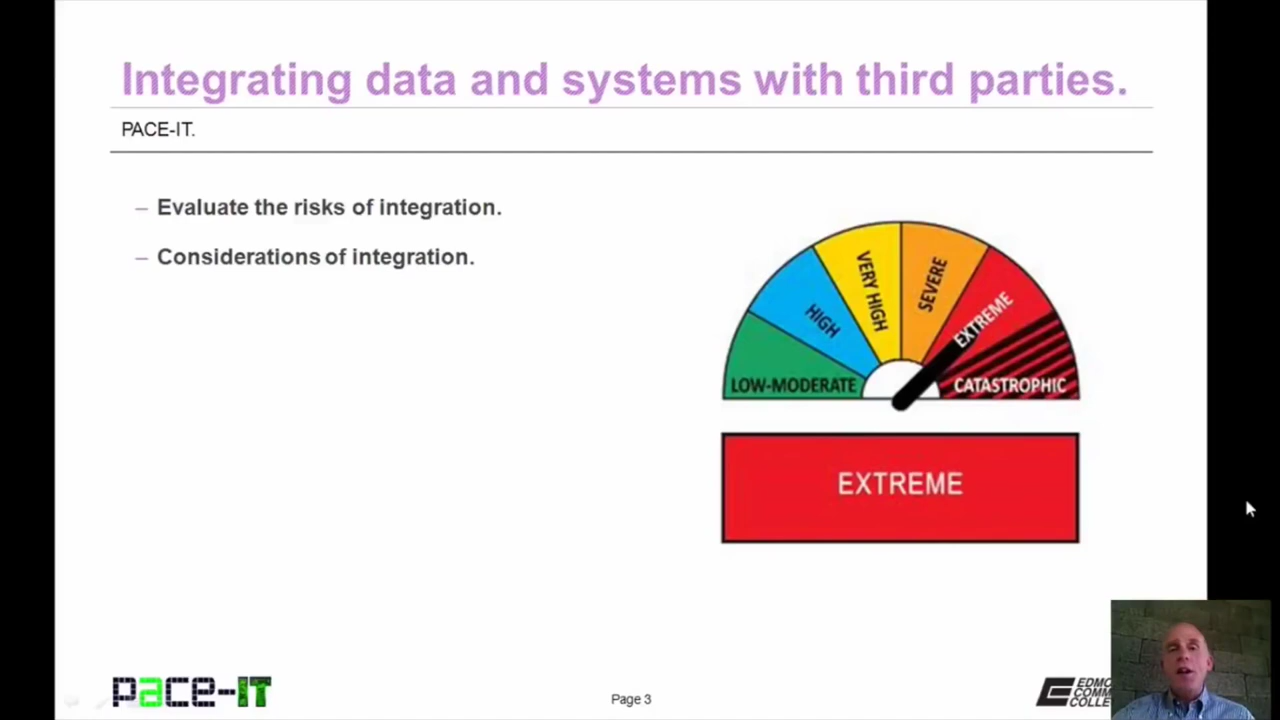 Integrating data and systems with third parties.
PACE-IT.
– Evaluate the risks of integration.
– Considerations of integration.
LOW-MODERATE
HIGH
VERY HIGH
SEVERE
EXTREME
CATASTROPHIC
EXTREME
pace-IT
Page 3